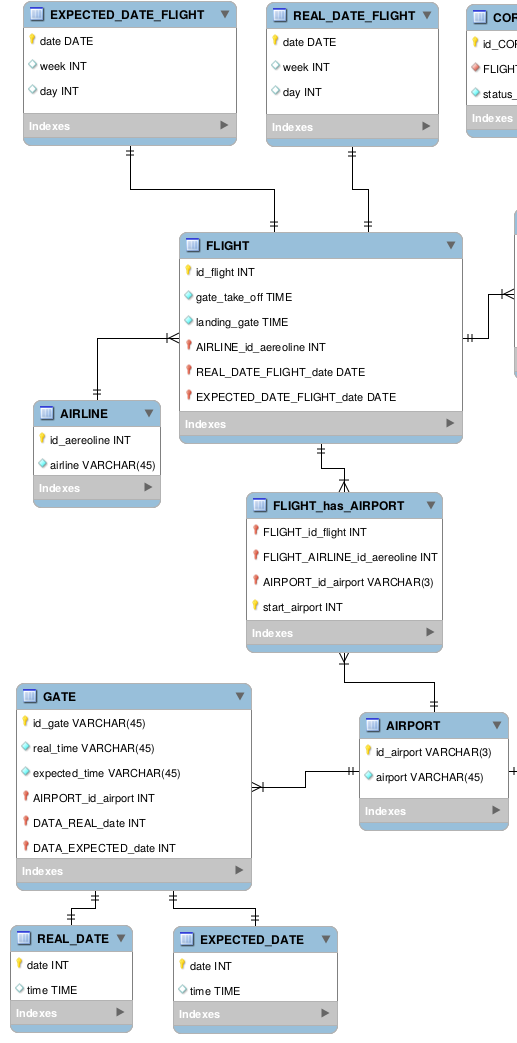 EXPECTED_DATE_FLIGHT
date DATE
week INT
day INT
Indexes
REAL_DATE_FLIGHT
date DATE
week INT
day INT
Indexes
COR
id_COR
FLIGHT
status_
Indexes
FLIGHT
id_flight INT
gate_take_off TIME
landing_gate TIME
AIRLINE_id_aereoline INT
REAL_DATE_FLIGHT_date DATE
EXPECTED_DATE_FLIGHT_date DATE
Indexes
AIRLINE
id_aereoline INT
airline VARCHAR(45)
Indexes
FLIGHT_has_AIRPORT
FLIGHT_id_flight INT
FLIGHT_AIRLINE_id_aereoline INT
AIRPORT_id_airport VARCHAR(3)
start_airport INT
Indexes
GATE
id_gate VARCHAR(45)
real_time VARCHAR(45)
expected_time VARCHAR(45)
AIRPORT_id_airport INT
DATA_REAL_date INT
DATA_EXPECTED_date INT
Indexes
AIRPORT
id_airport VARCHAR(3)
airport VARCHAR(45)
Indexes
REAL_DATE
date INT
time TIME
Indexes
EXPECTED_DATE
date INT
time TIME
Indexes